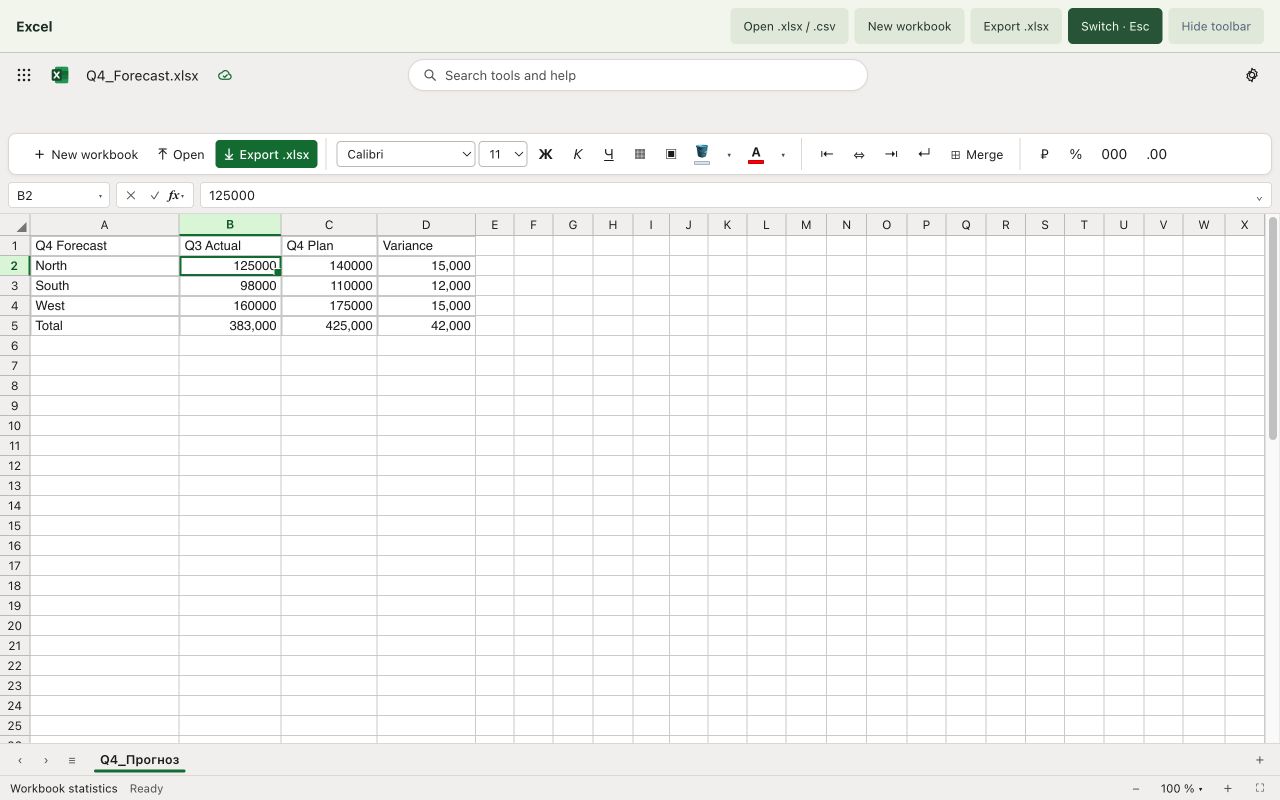 Excel
Open .xlsx / .csv New workbook Export .xlsx Switch · Esc Hide toolbar
Q4_Forecast.xlsx Search tools and help
+ New workbook Open Export .xlsx Calibri 11 Ж К Ч A Merge ₽ % 000 .00
B2 fx 125000
A B C D E F G H I J K L M N O P Q R S T U V W X
1 Q4 Forecast Q3 Actual Q4 Plan Variance
2 North 125000 140000 15,000
3 South 98000 110000 12,000
4 West 160000 175000 15,000
5 Total 383,000 425,000 42,000
6
7
8
9
10
11
12
13
14
15
16
17
18
19
20
21
22
23
24
25
Q4_Прогноз +
Workbook statistics Ready − 100 % +